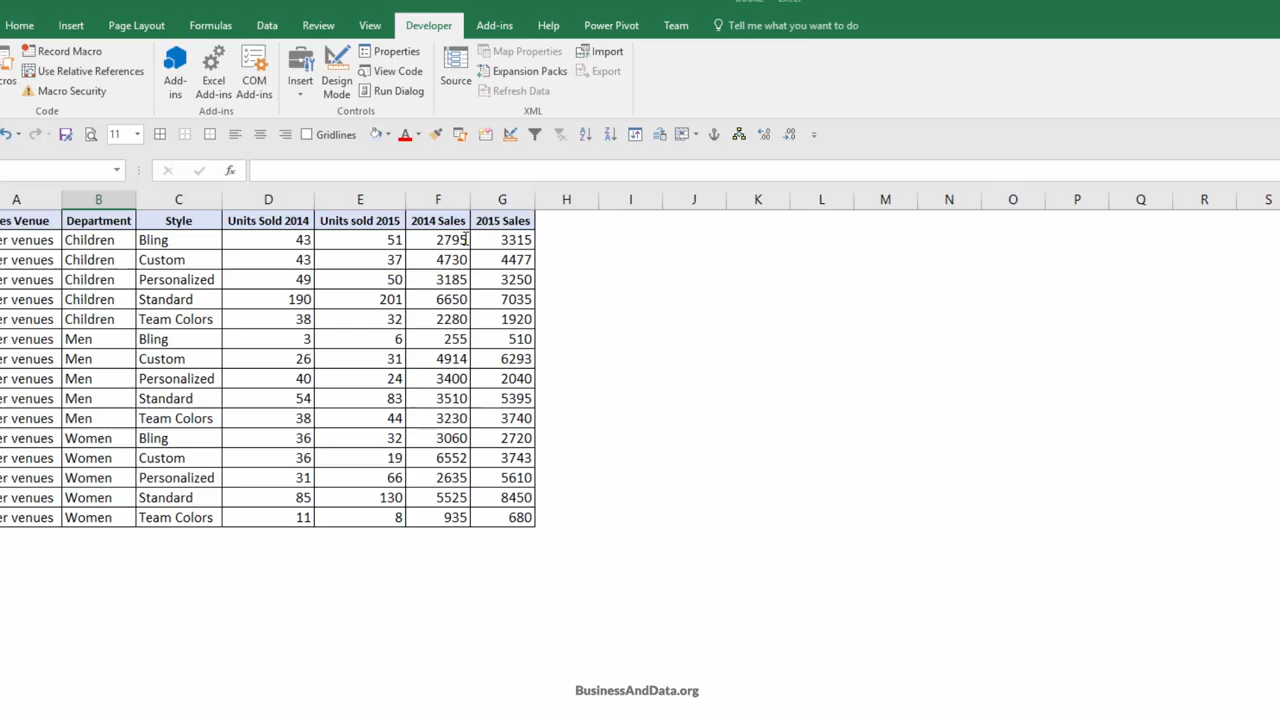 Home Insert Page Layout Formulas Data Review View Developer Add-ins Help Power Pivot Team Tell me what you want to do
Record Macro
Use Relative References
Macro Security
Code
Add-ins
Excel Add-ins
COM Add-ins
Add-ins
Insert
Design Mode
Properties
View Code
Run Dialog
Controls
Source
Map Properties
Expansion Packs
Refresh Data
Import
Export
XML
11 Gridlines
fx
A B C D E F G H I J K L M N O P Q R S
es Venue Department Style Units Sold 2014 Units sold 2015 2014 Sales 2015 Sales
er venues Children Bling 43 51 2795 3315
er venues Children Custom 43 37 4730 4477
er venues Children Personalized 49 50 3185 3250
er venues Children Standard 190 201 6650 7035
er venues Children Team Colors 38 32 2280 1920
er venues Men Bling 3 6 255 510
er venues Men Custom 26 31 4914 6293
er venues Men Personalized 40 24 3400 2040
er venues Men Standard 54 83 3510 5395
er venues Men Team Colors 38 44 3230 3740
er venues Women Bling 36 32 3060 2720
er venues Women Custom 36 19 6552 3743
er venues Women Personalized 31 66 2635 5610
er venues Women Standard 85 130 5525 8450
er venues Women Team Colors 11 8 935 680
BusinessAndData.org